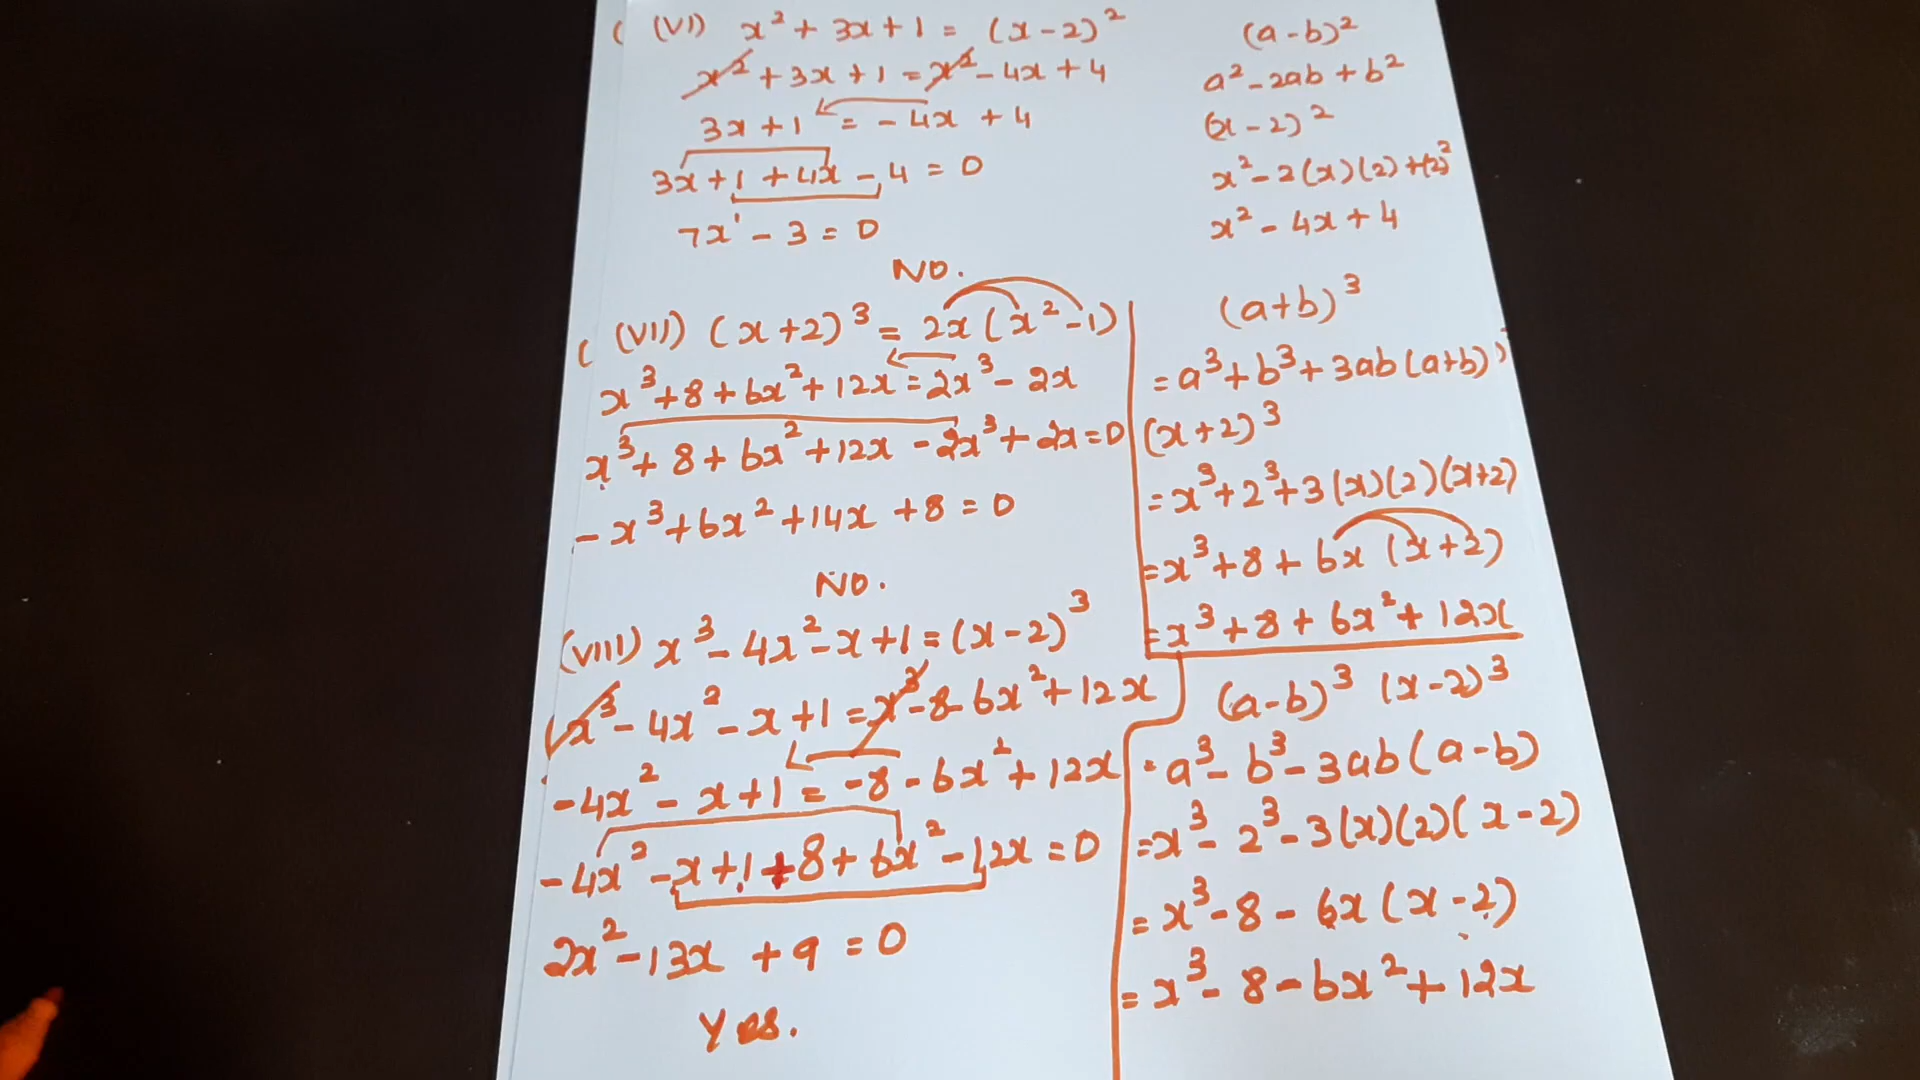 (VI) x² + 3x + 1 = (x - 2)²
x² + 3x + 1 = x² - 4x + 4
3x + 1 = - 4x + 4
3x + 1 + 4x - 4 = 0
7x - 3 = 0
NO.
(VII) (x + 2)³ = 2x (x² - 1)
x³ + 8 + 6x² + 12x = 2x³ - 2x
x³ + 8 + 6x² + 12x - 2x³ + 2x = 0
- x³ + 6x² + 14x + 8 = 0
NO.
(VIII) x³ - 4x² - x + 1 = (x - 2)³
x³ - 4x² - x + 1 = x³ - 8 - 6x² + 12x
- 4x² - x + 1 = -8 - 6x² + 12x
- 4x² - x + 1 + 8 + 6x² - 12x = 0
2x² - 13x + 9 = 0
Yes.
(a - b)²
a² - 2ab + b²
(x - 2)²
x² - 2(x)(2) + (2)²
x² - 4x + 4
(a + b)³
= a³ + b³ + 3ab (a+b)
(x + 2)³
= x³ + 2³ + 3(x)(2)(x+2)
= x³ + 8 + 6x (x + 2)
= x³ + 8 + 6x² + 12x
(a - b)³ (x - 2)³
= a³ - b³ - 3ab (a - b)
= x³ - 2³ - 3(x)(2)(x - 2)
= x³ - 8 - 6x (x - 2)
= x³ - 8 - 6x² + 12x